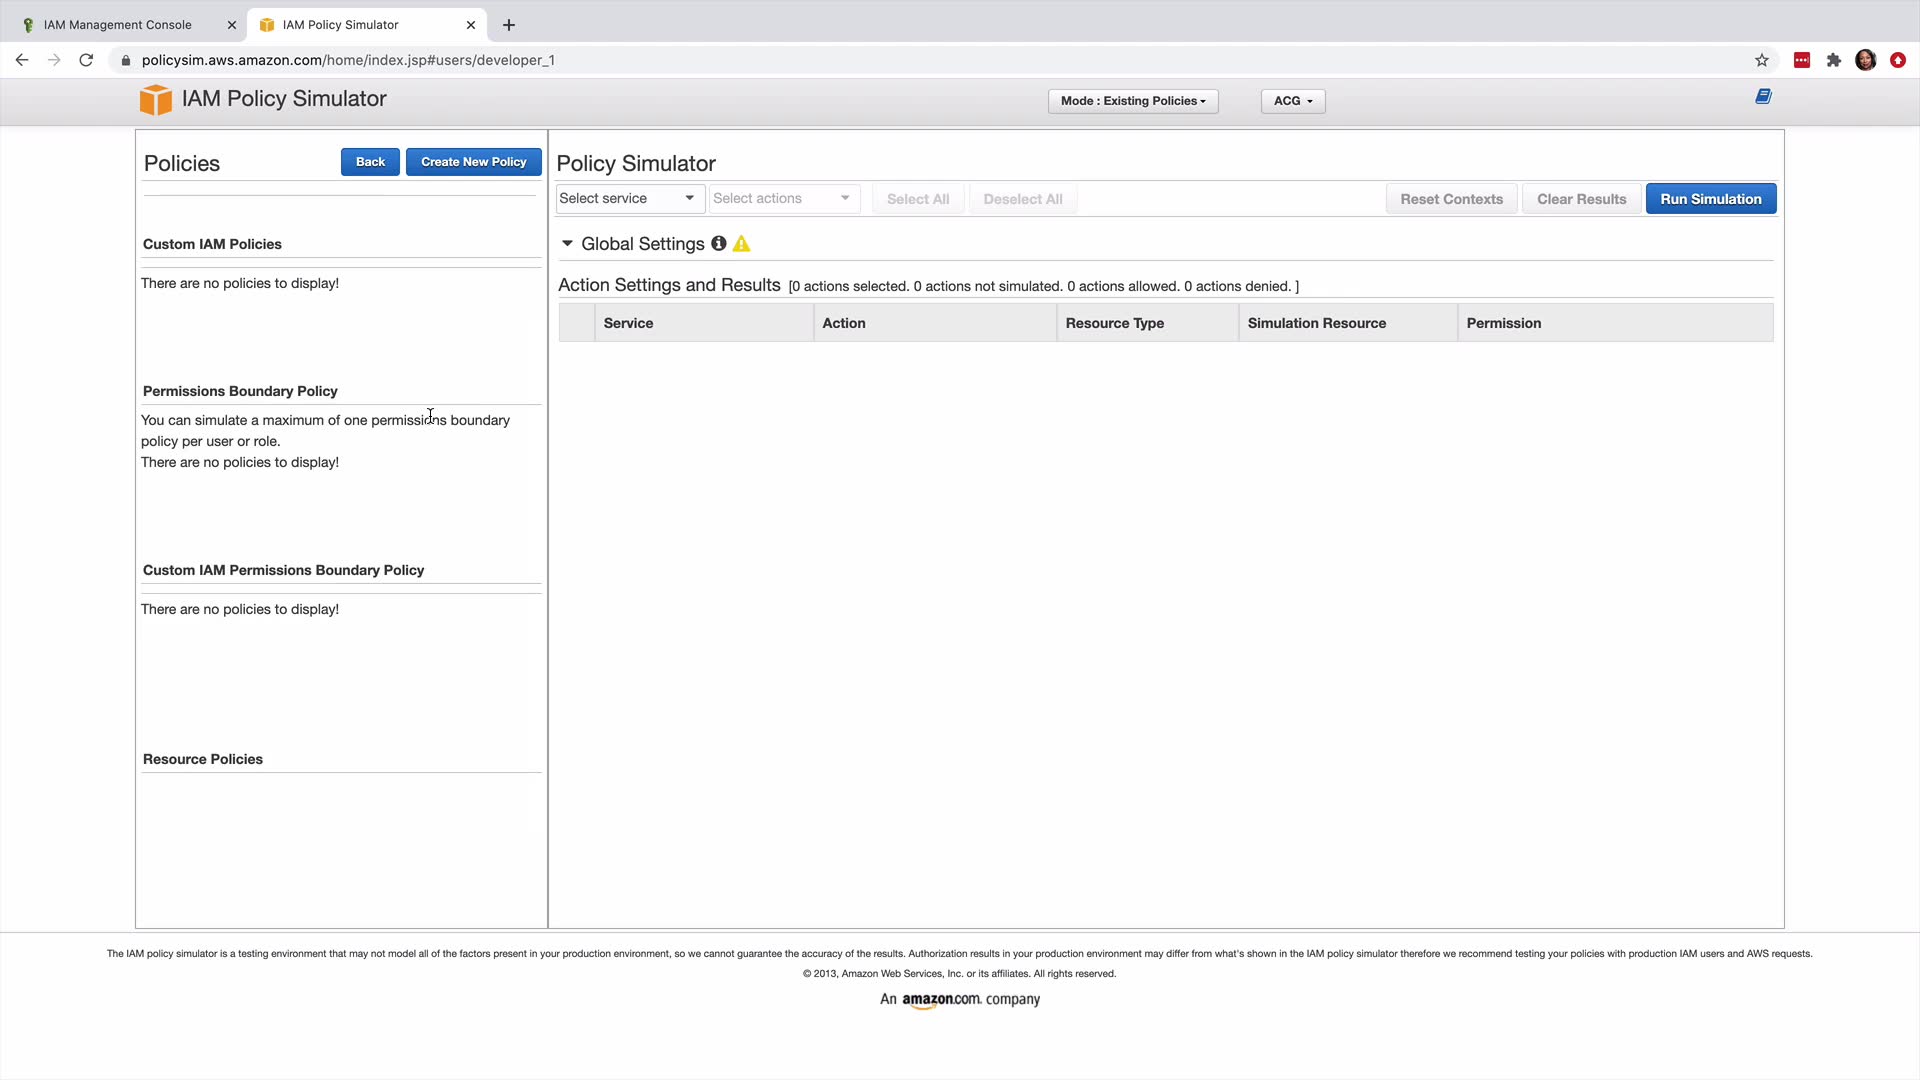 IAM Management Console
IAM Policy Simulator
policysim.aws.amazon.com/home/index.jsp#users/developer_1
IAM Policy Simulator
Mode : Existing Policies
ACG
Policies
Back
Create New Policy
Custom IAM Policies
There are no policies to display!
Permissions Boundary Policy
You can simulate a maximum of one permissions boundary
policy per user or role.
There are no policies to display!
Custom IAM Permissions Boundary Policy
There are no policies to display!
Resource Policies
Policy Simulator
Select service
Select actions
Select All
Deselect All
Reset Contexts
Clear Results
Run Simulation
Global Settings
Action Settings and Results [0 actions selected. 0 actions not simulated. 0 actions allowed. 0 actions denied. ]
Service Action Resource Type Simulation Resource Permission
The IAM policy simulator is a testing environment that may not model all of the factors present in your production environment, so we cannot guarantee the accuracy of the results. Authorization results in your production environment may differ from what's shown in the IAM policy simulator therefore we recommend testing your policies with production IAM users and AWS requests.
© 2013, Amazon Web Services, Inc. or its affiliates. All rights reserved.
An amazon.com. company